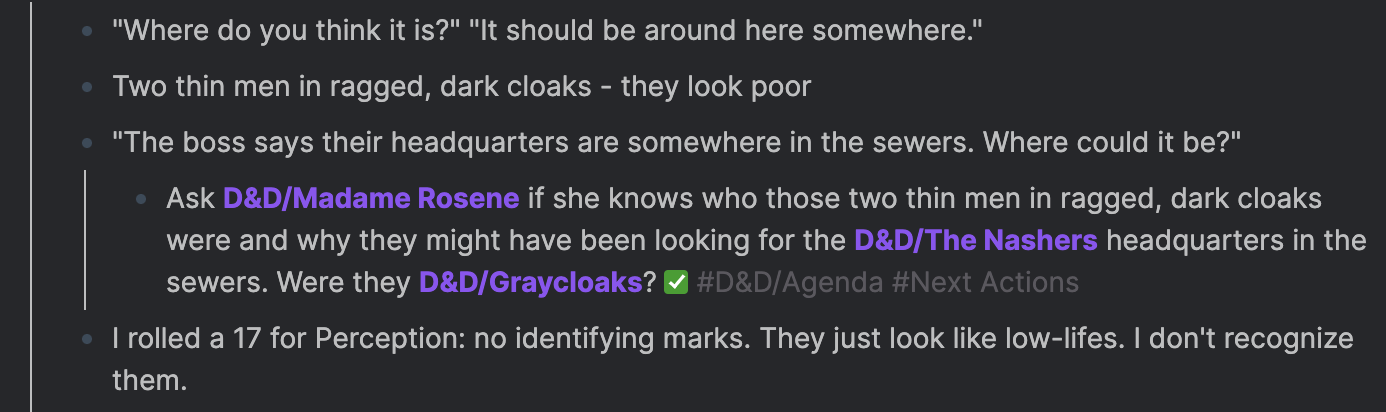 "Where do you think it is?" "It should be around here somewhere."
Two thin men in ragged, dark cloaks - they look poor
"The boss says their headquarters are somewhere in the sewers. Where could it be?"
Ask D&D/Madame Rosene if she knows who those two thin men in ragged, dark cloaks
were and why they might have been looking for the D&D/The Nashers headquarters in the
sewers. Were they D&D/Graycloaks? ✅ #D&D/Agenda #Next Actions
I rolled a 17 for Perception: no identifying marks. They just look like low-lifes. I don't recognize
them.